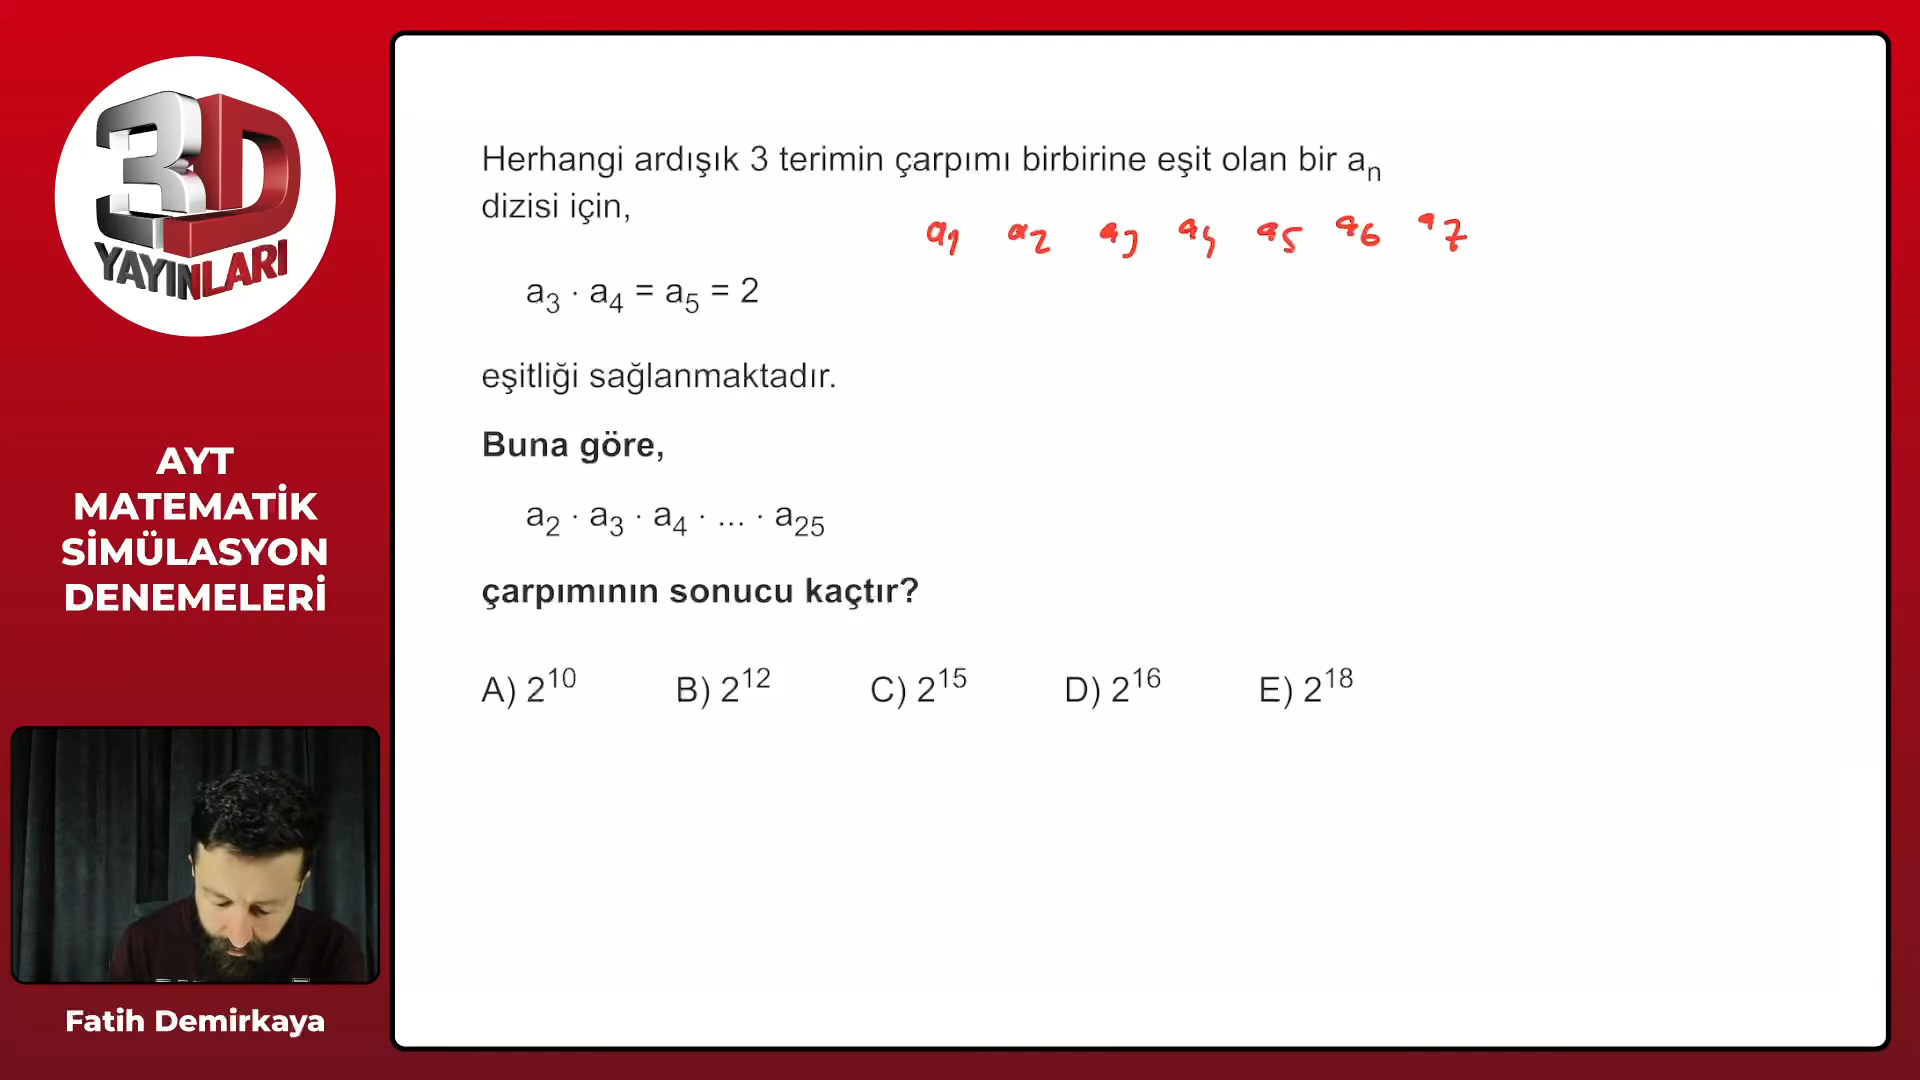 3D
YAYINLARI
AYT
MATEMATİK
SİMÜLASYON
DENEMELERİ
Fatih Demirkaya
Herhangi ardışık 3 terimin çarpımı birbirine eşit olan bir aₙ
dizisi için,
a₁ a₂ a₃ a₄ a₅ a₆ a₇
a₃ · a₄ = a₅ = 2
eşitliği sağlanmaktadır.
Buna göre,
a₂ · a₃ · a₄ · ... · a₂₅
çarpımının sonucu kaçtır?
A) 2¹⁰ B) 2¹² C) 2¹⁵ D) 2¹⁶ E) 2¹⁸